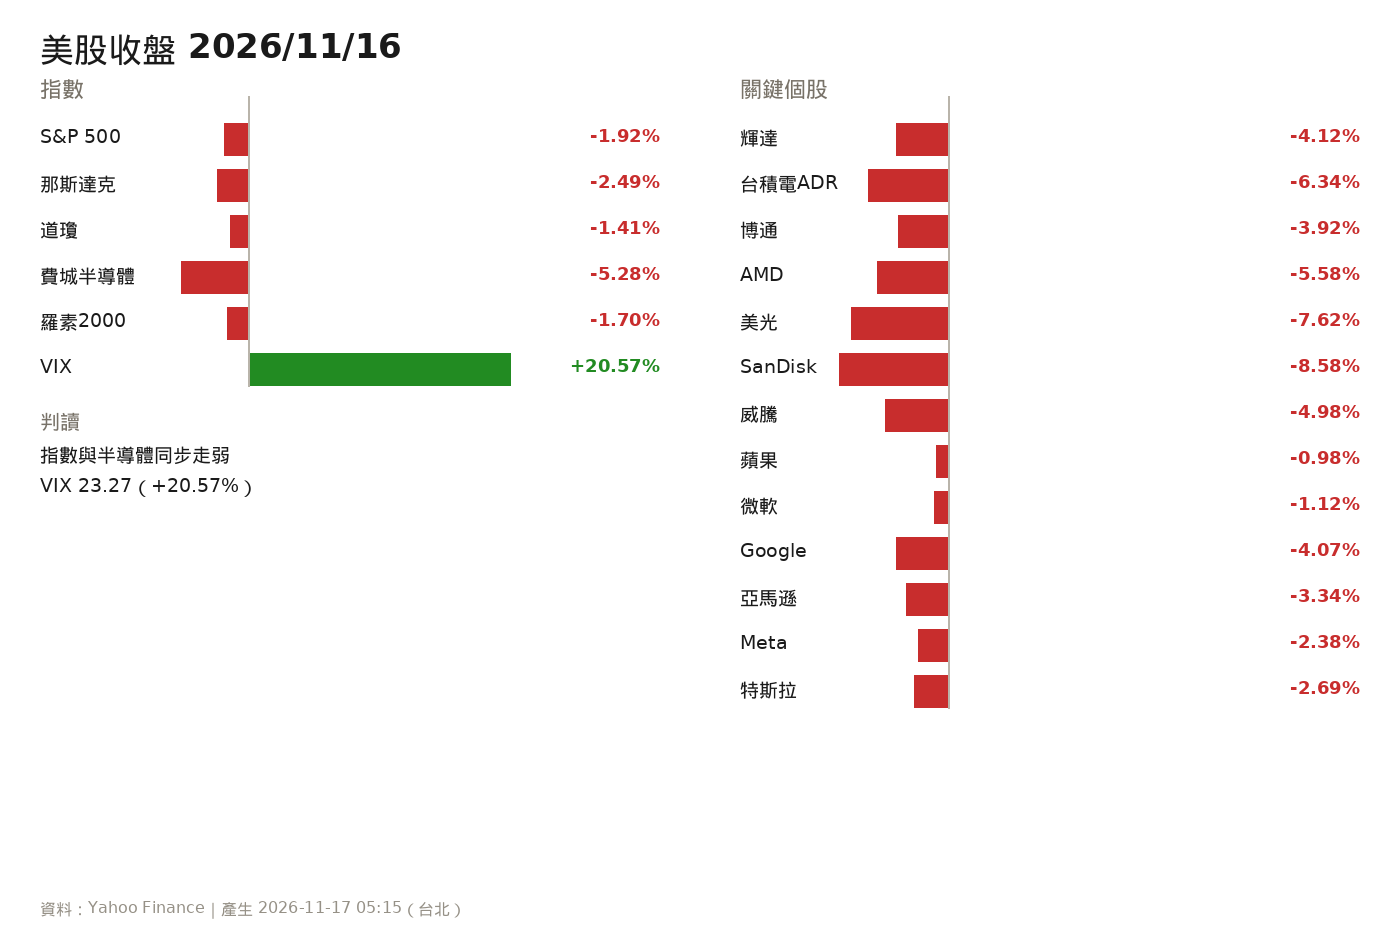 美股收盤 2026/11/16
指數
S&P 500 -1.92%
那斯達克 -2.49%
道瓊 -1.41%
費城半導體 -5.28%
羅素2000 -1.70%
VIX +20.57%
判讀
指數與半導體同步走弱
VIX 23.27（+20.57%）
關鍵個股
輝達 -4.12%
台積電ADR -6.34%
博通 -3.92%
AMD -5.58%
美光 -7.62%
SanDisk -8.58%
威騰 -4.98%
蘋果 -0.98%
微軟 -1.12%
Google -4.07%
亞馬遜 -3.34%
Meta -2.38%
特斯拉 -2.69%
資料：Yahoo Finance｜產生 2026-11-17 05:15（台北）